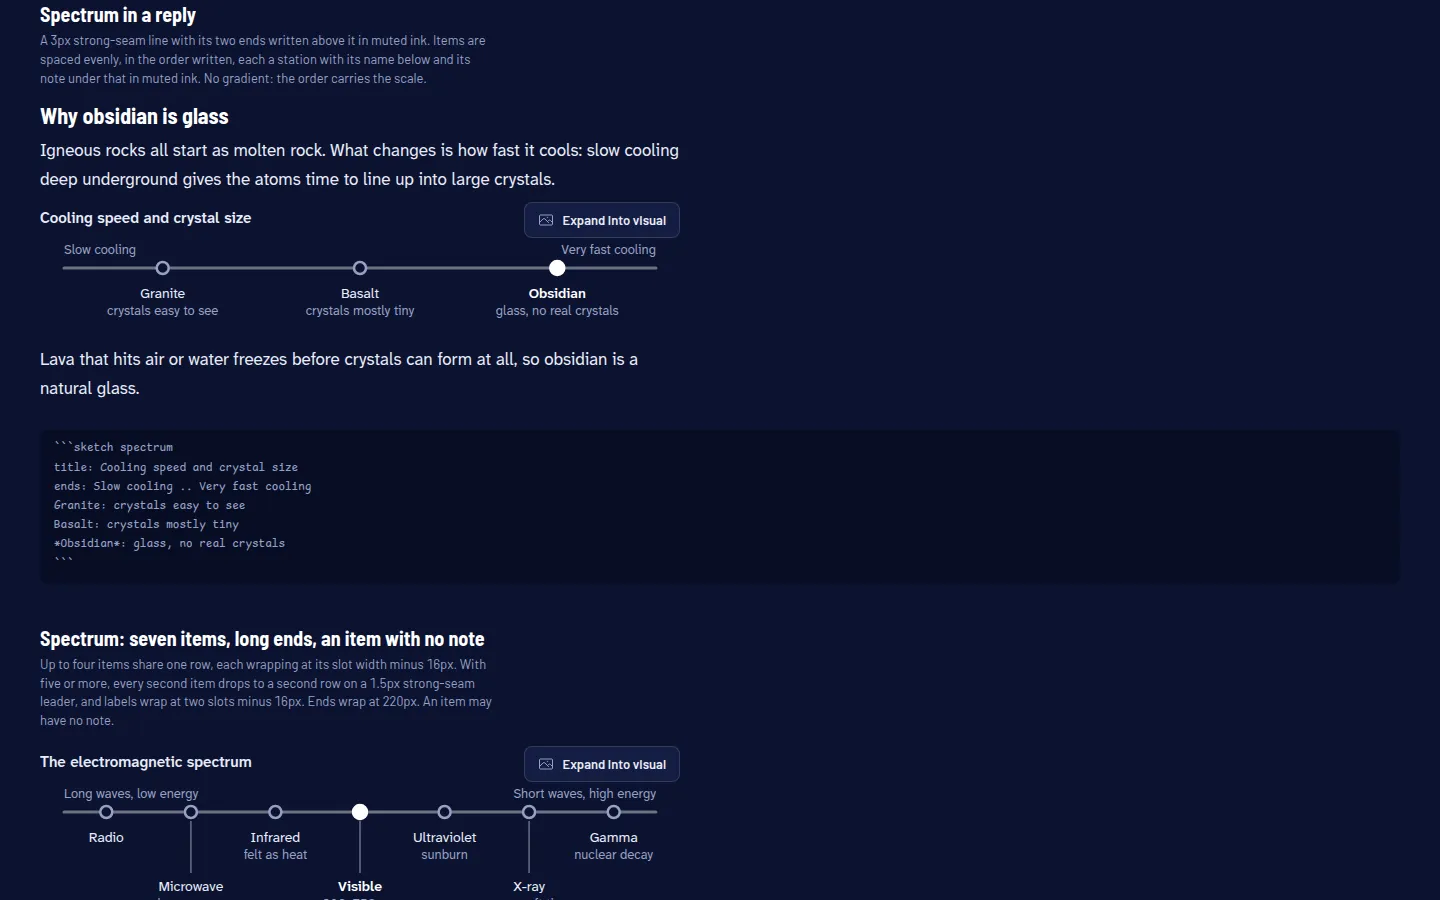 Spectrum in a reply
A 3px strong-seam line with its two ends written above it in muted ink. Items are
spaced evenly, in the order written, each a station with its name below and its
note under that in muted ink. No gradient: the order carries the scale.
Why obsidian is glass
Igneous rocks all start as molten rock. What changes is how fast it cools: slow cooling
deep underground gives the atoms time to line up into large crystals.
Cooling speed and crystal size
Expand into visual
Slow cooling
Very fast cooling
Granite
Basalt
Obsidian
crystals easy to see
crystals mostly tiny
glass, no real crystals
Lava that hits air or water freezes before crystals can form at all, so obsidian is a
natural glass.
```sketch spectrum
title: Cooling speed and crystal size
ends: Slow cooling .. Very fast cooling
Granite: crystals easy to see
Basalt: crystals mostly tiny
*Obsidian*: glass, no real crystals
```
Spectrum: seven items, long ends, an item with no note
Up to four items share one row, each wrapping at its slot width minus 16px. With
five or more, every second item drops to a second row on a 1.5px strong-seam
leader, and labels wrap at two slots minus 16px. Ends wrap at 220px. An item may
have no note.
The electromagnetic spectrum
Expand into visual
Long waves, low energy
Short waves, high energy
Radio
Infrared
Ultraviolet
Gamma
felt as heat
sunburn
nuclear decay
Microwave
Visible
X-ray